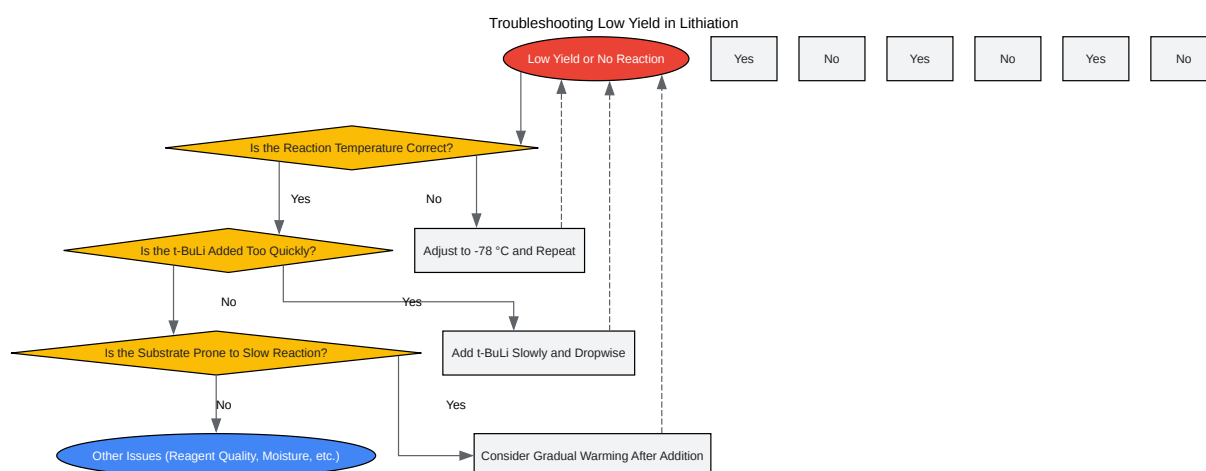 Troubleshooting Low Yield in Lithiation
Low Yield or No Reaction
Yes
No
Yes
No
Yes
No
Is the Reaction Temperature Correct?
Yes
No
Is the t-BuLi Added Too Quickly?
Adjust to -78 °C and Repeat
No
Yes
Is the Substrate Prone to Slow Reaction?
Add t-BuLi Slowly and Dropwise
No
Yes
Other Issues (Reagent Quality, Moisture, etc.)
Consider Gradual Warming After Addition